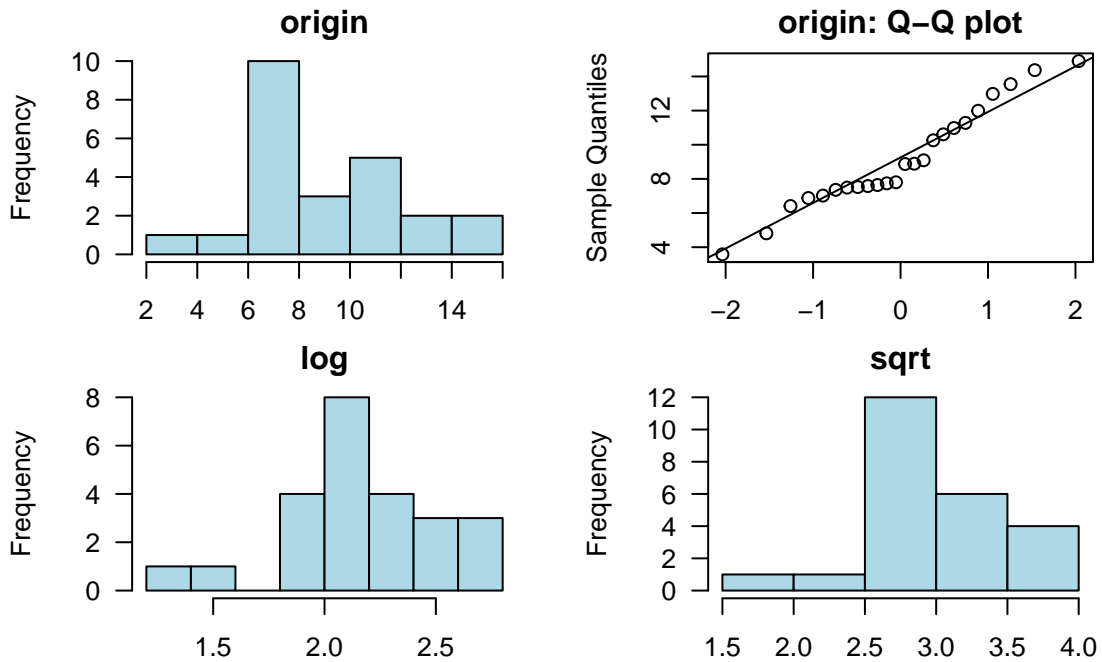 origin
Frequency
0 2 4 6 8 10
2 4 6 8 10 14
origin: Q−Q plot
Sample Quantiles
4 8 12
−2 −1 0 1 2
log
Frequency
0 2 4 6 8
1.5 2.0 2.5
sqrt
Frequency
0 2 4 6 8 10 12
1.5 2.0 2.5 3.0 3.5 4.0